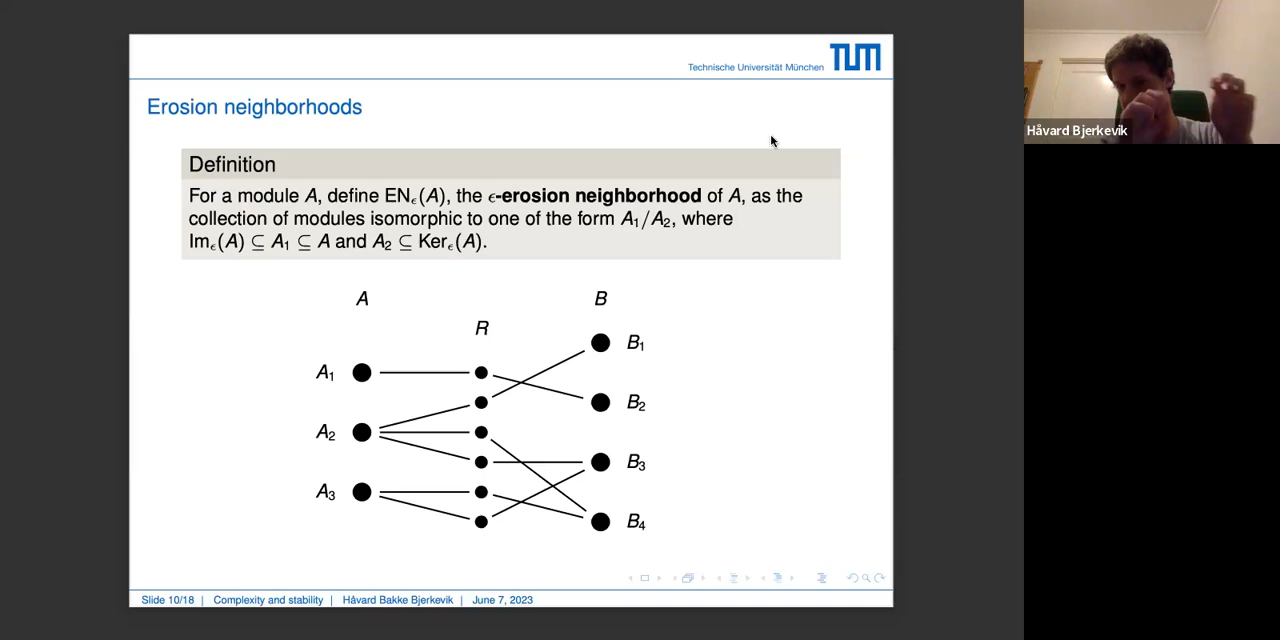 Technische Universität München TUM
Erosion neighborhoods
Definition
For a module A, define ENϵ(A), the ϵ-erosion neighborhood of A, as the
collection of modules isomorphic to one of the form A₁/A₂, where
Imϵ(A) ⊆ A₁ ⊆ A and A₂ ⊆ Kerϵ(A).
A
B
R
B₁
A₁
B₂
A₂
B₃
A₃
B₄
Slide 10/18 | Complexity and stability | Håvard Bakke Bjerkevik | June 7, 2023
Håvard Bjerkevik